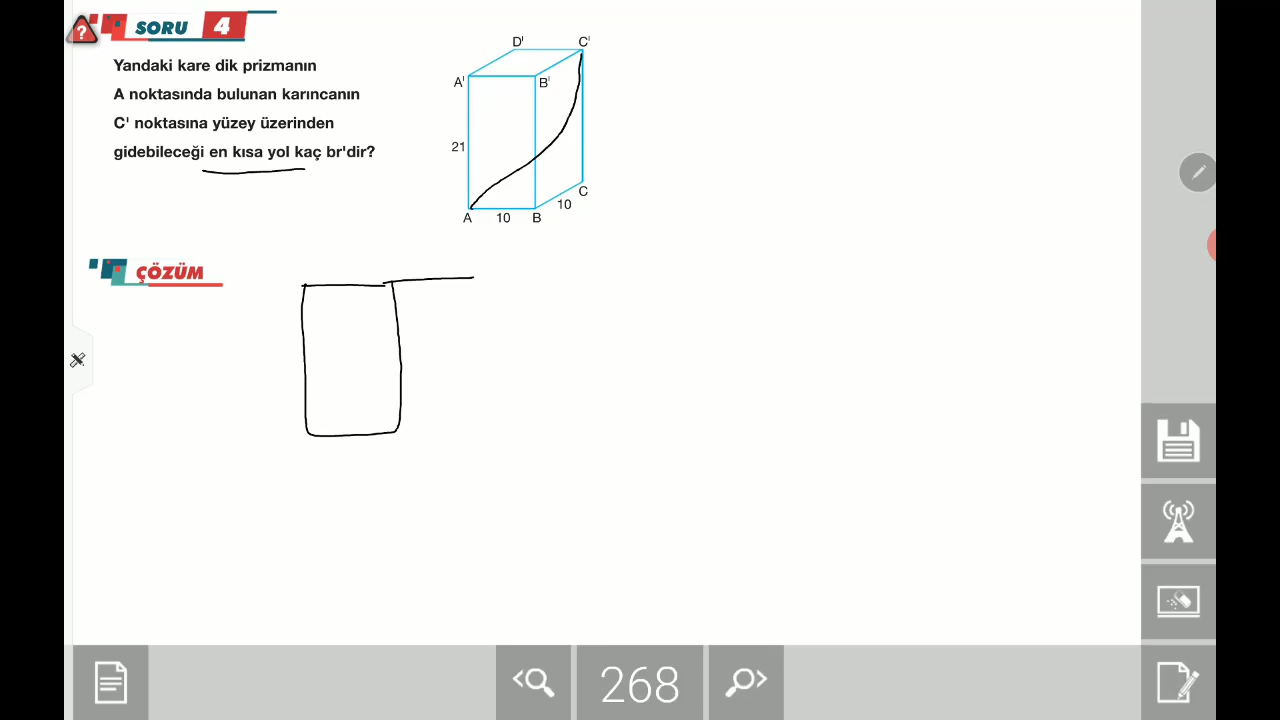 SORU 4
Yandaki kare dik prizmanın
A noktasında bulunan karıncanın
C' noktasına yüzey üzerinden
gidebileceği en kısa yol kaç br'dir?
D' C'
A' B'
21
C
10
A 10 B
ÇÖZÜM
268